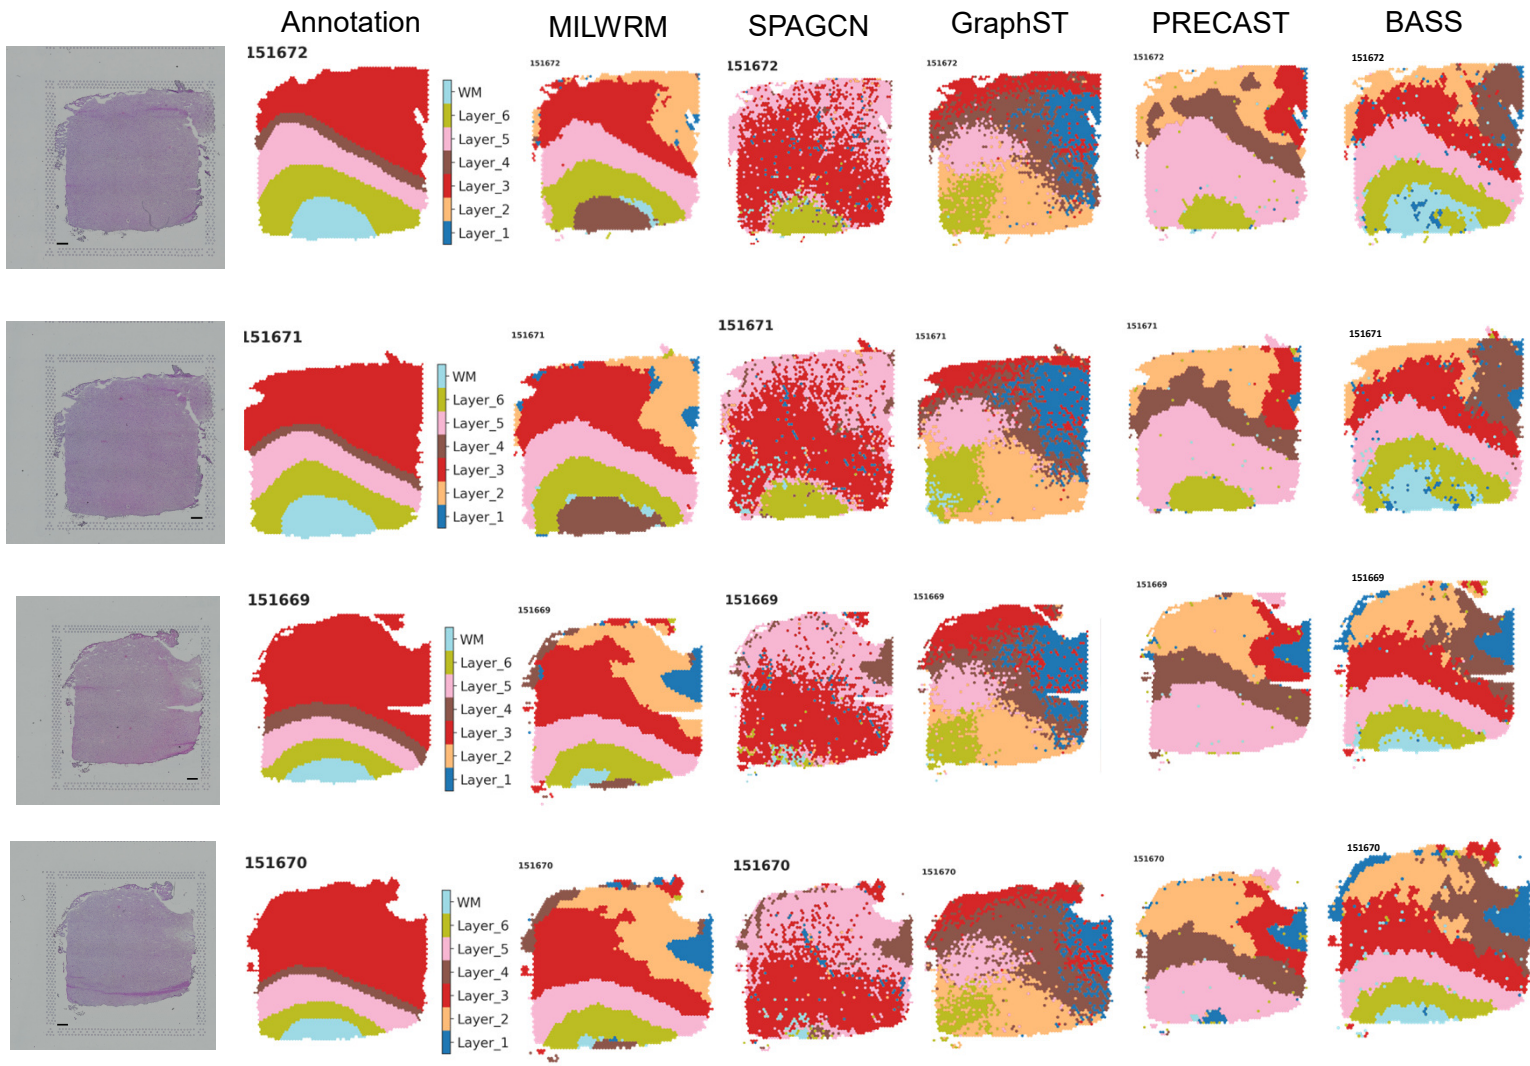 Annotation MILWRM SPAGCN GraphST PRECAST BASS
151672 151672 151672 151672 151672 151672
WM
Layer_6
Layer_5
Layer_4
Layer_3
Layer_2
Layer_1
151671 151671 151671 151671 151671 151671
WM
Layer_6
Layer_5
Layer_4
Layer_3
Layer_2
Layer_1
151669 151669 151669 151669 151669 151669
WM
Layer_6
Layer_5
Layer_4
Layer_3
Layer_2
Layer_1
151670 151670 151670 151670 151670 151670
WM
Layer_6
Layer_5
Layer_4
Layer_3
Layer_2
Layer_1